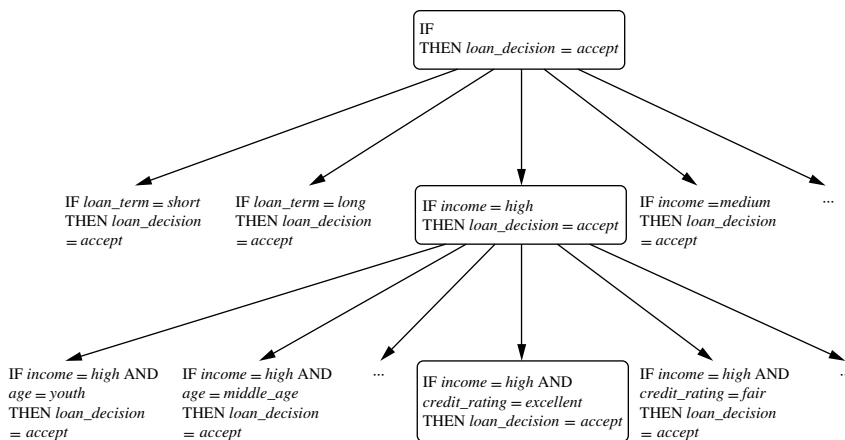 IF
THEN loan_decision = accept
IF loan_term = short
THEN loan_decision
= accept
IF loan_term = long
THEN loan_decision
= accept
IF income = high
THEN loan_decision = accept
IF income = medium
THEN loan_decision
= accept
...
IF income = high AND
age = youth
THEN loan_decision
= accept
IF income = high AND
age = middle_age
THEN loan_decision
= accept
...
IF income = high AND
credit_rating = excellent
THEN loan_decision = accept
IF income = high AND
credit_rating = fair
THEN loan_decision
= accept
...